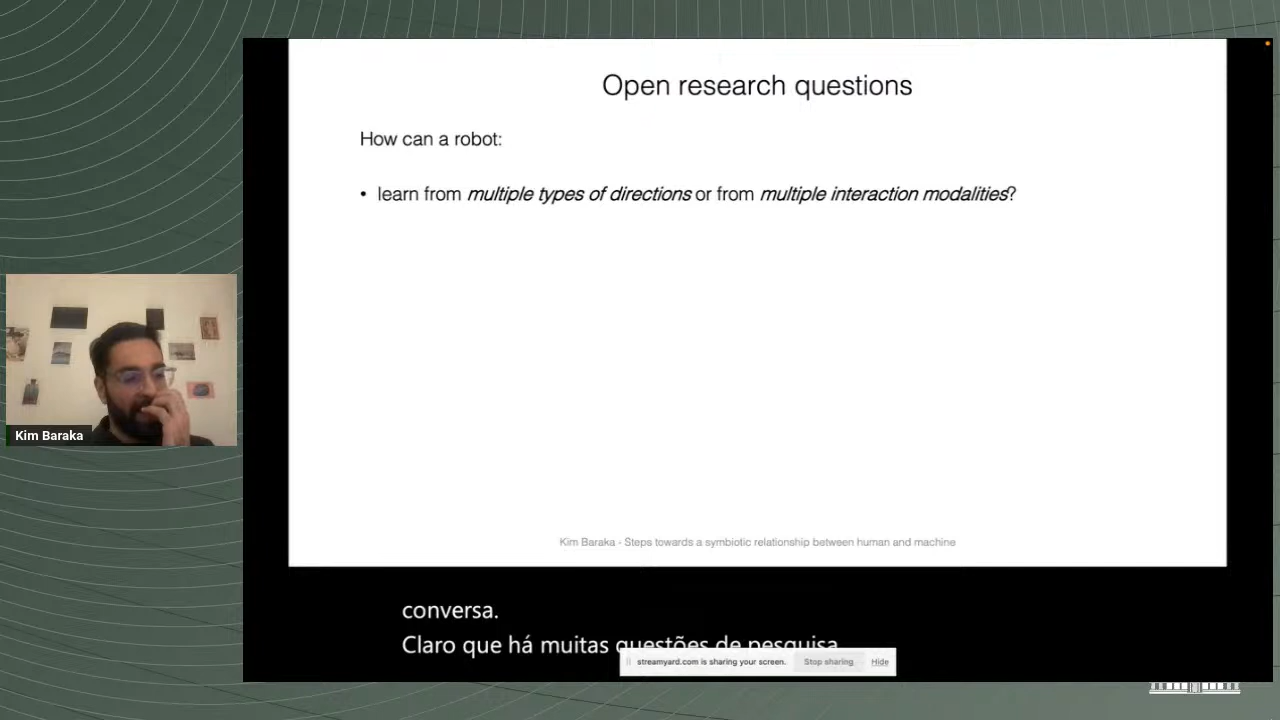 Open research questions
How can a robot:
• learn from multiple types of directions or from multiple interaction modalities?
Kim Baraka
Kim Baraka - Steps towards a symbiotic relationship between human and machine
conversa.
Claro que há muitas questões de pesquisa
streamyard.com is sharing your screen. Stop sharing Hide